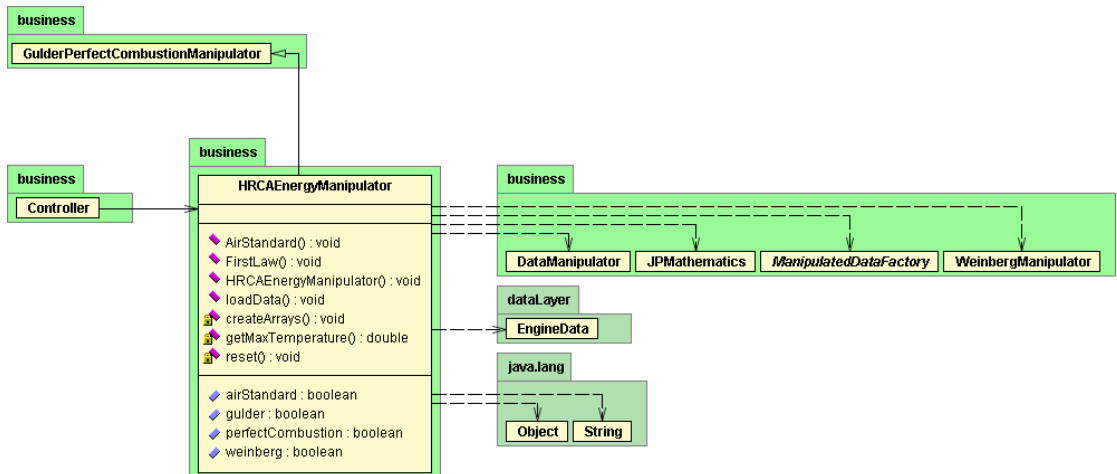 business
GulderPerfectCombustionManipulator
business
Controller
business
HRCAEnergyManipulator
AirStandard() : void
FirstLaw() : void
HRCAEnergyManipulator() : void
loadData() : void
createArrays() : void
getMaxTemperature() : double
reset() : void
airStandard : boolean
gulder : boolean
perfectCombustion : boolean
weinberg : boolean
business
DataManipulator JPMathematics ManipulatedDataFactory WeinbergManipulator
dataLayer
EngineData
java.lang
Object String